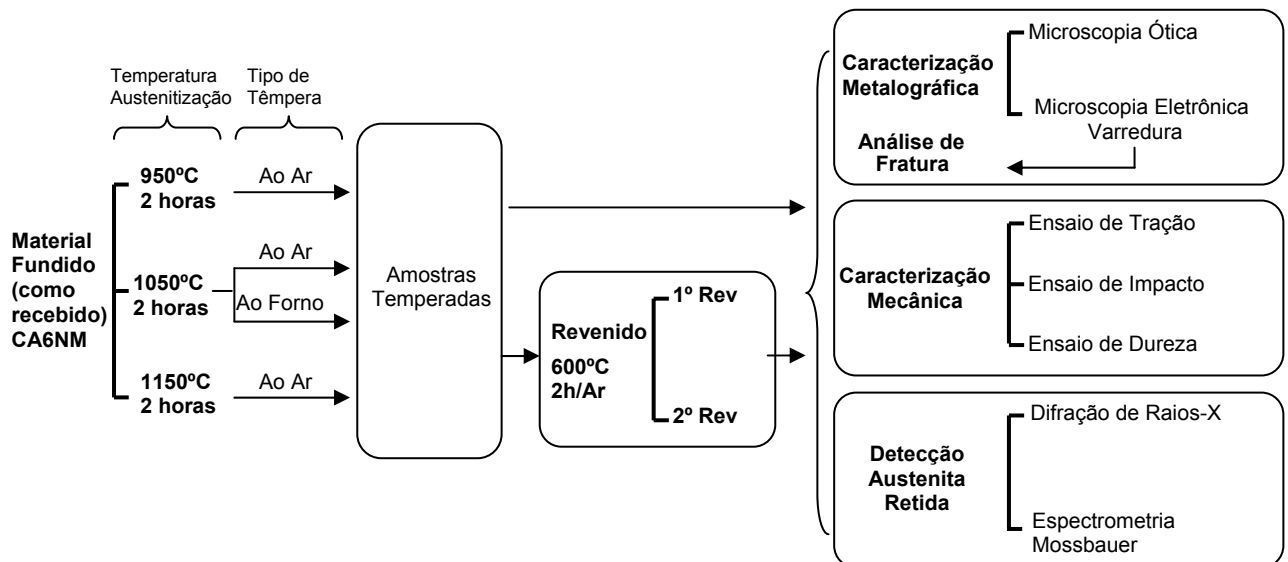 Temperatura
Austenitização
Tipo de
Têmpera
Material
Fundido
(como
recebido)
CA6NM
950ºC
2 horas
Ao Ar
1050ºC
2 horas
Ao Ar
Ao Forno
1150ºC
2 horas
Ao Ar
Amostras
Temperadas
Revenido
600ºC
2h/Ar
1º Rev
2º Rev
Caracterização
Metalográfica
Microscopia Ótica
Microscopia Eletrônica
Varredura
Análise de
Fratura
Caracterização
Mecânica
Ensaio de Tração
Ensaio de Impacto
Ensaio de Dureza
Detecção
Austenita
Retida
Difração de Raios-X
Espectrometria
Mossbauer